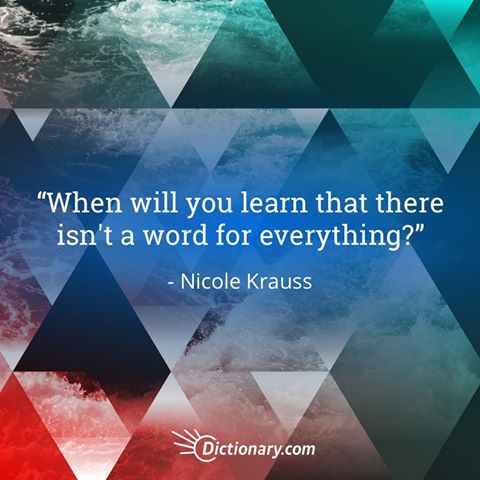 “When will you learn that there
isn't a word for everything?”
- Nicole Krauss
Dictionary.com